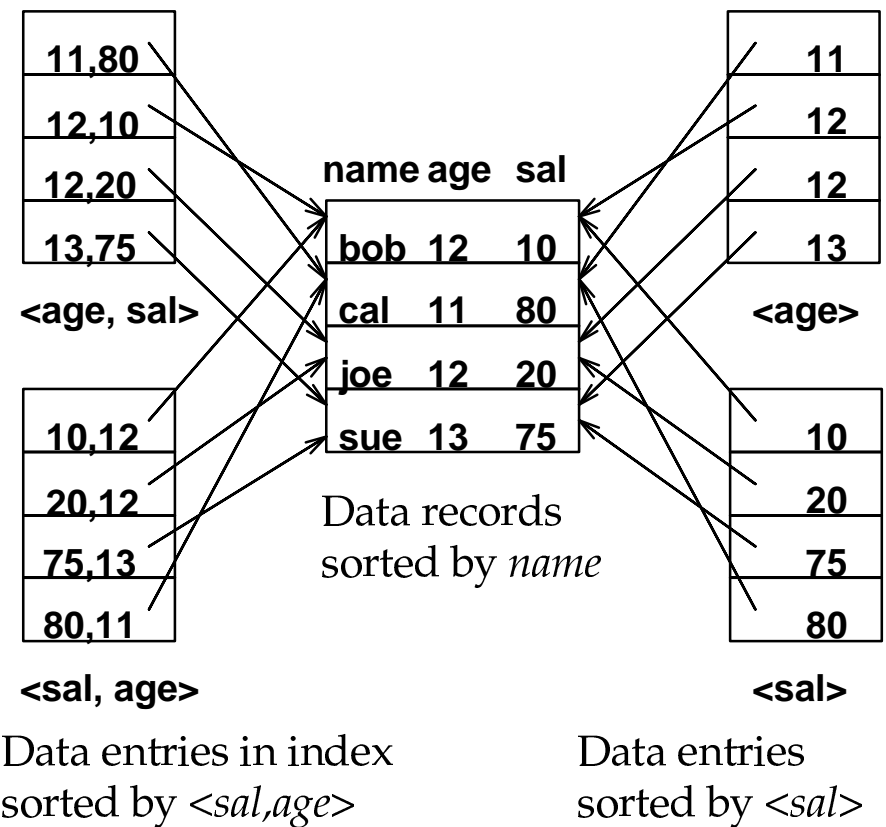 11,80
12,10
12,20
13,75
<age, sal>
10,12
20,12
75,13
80,11
<sal, age>
Data entries in index
sorted by <sal,age>
name age sal
bob 12 10
cal 11 80
joe 12 20
sue 13 75
Data records
sorted by name
11
12
12
13
<age>
10
20
75
80
<sal>
Data entries
sorted by <sal>